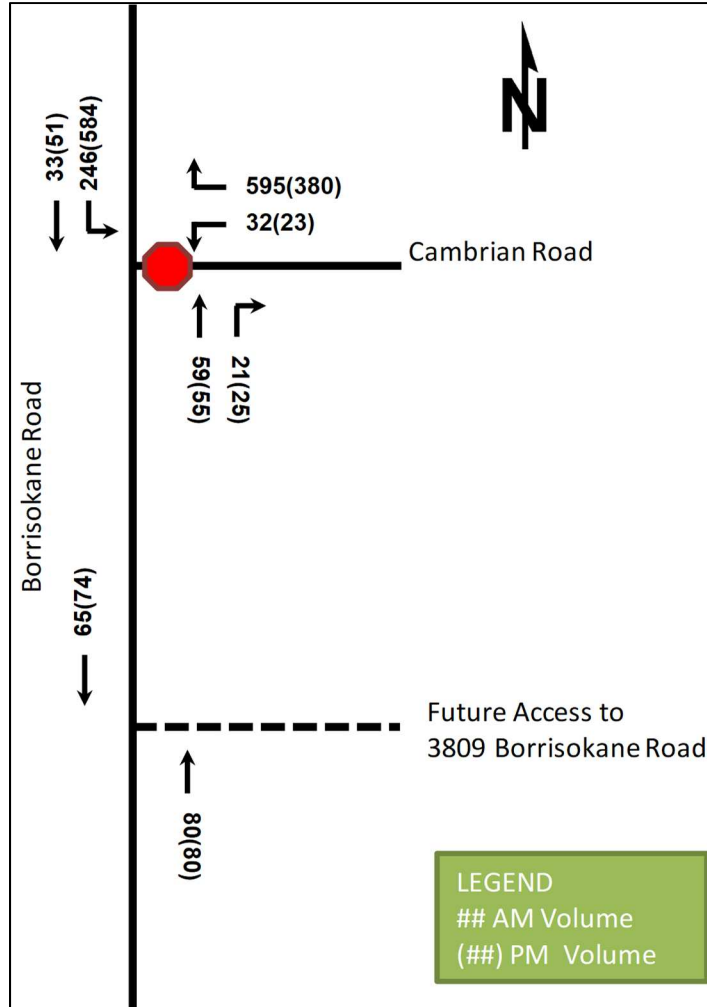 N
33(51)
246(584)
595(380)
32(23)
Cambrian Road
59(55)
21(25)
Borrisokane Road
65(74)
Future Access to
3809 Borrisokane Road
80(80)
LEGEND
## AM Volume
(##) PM Volume